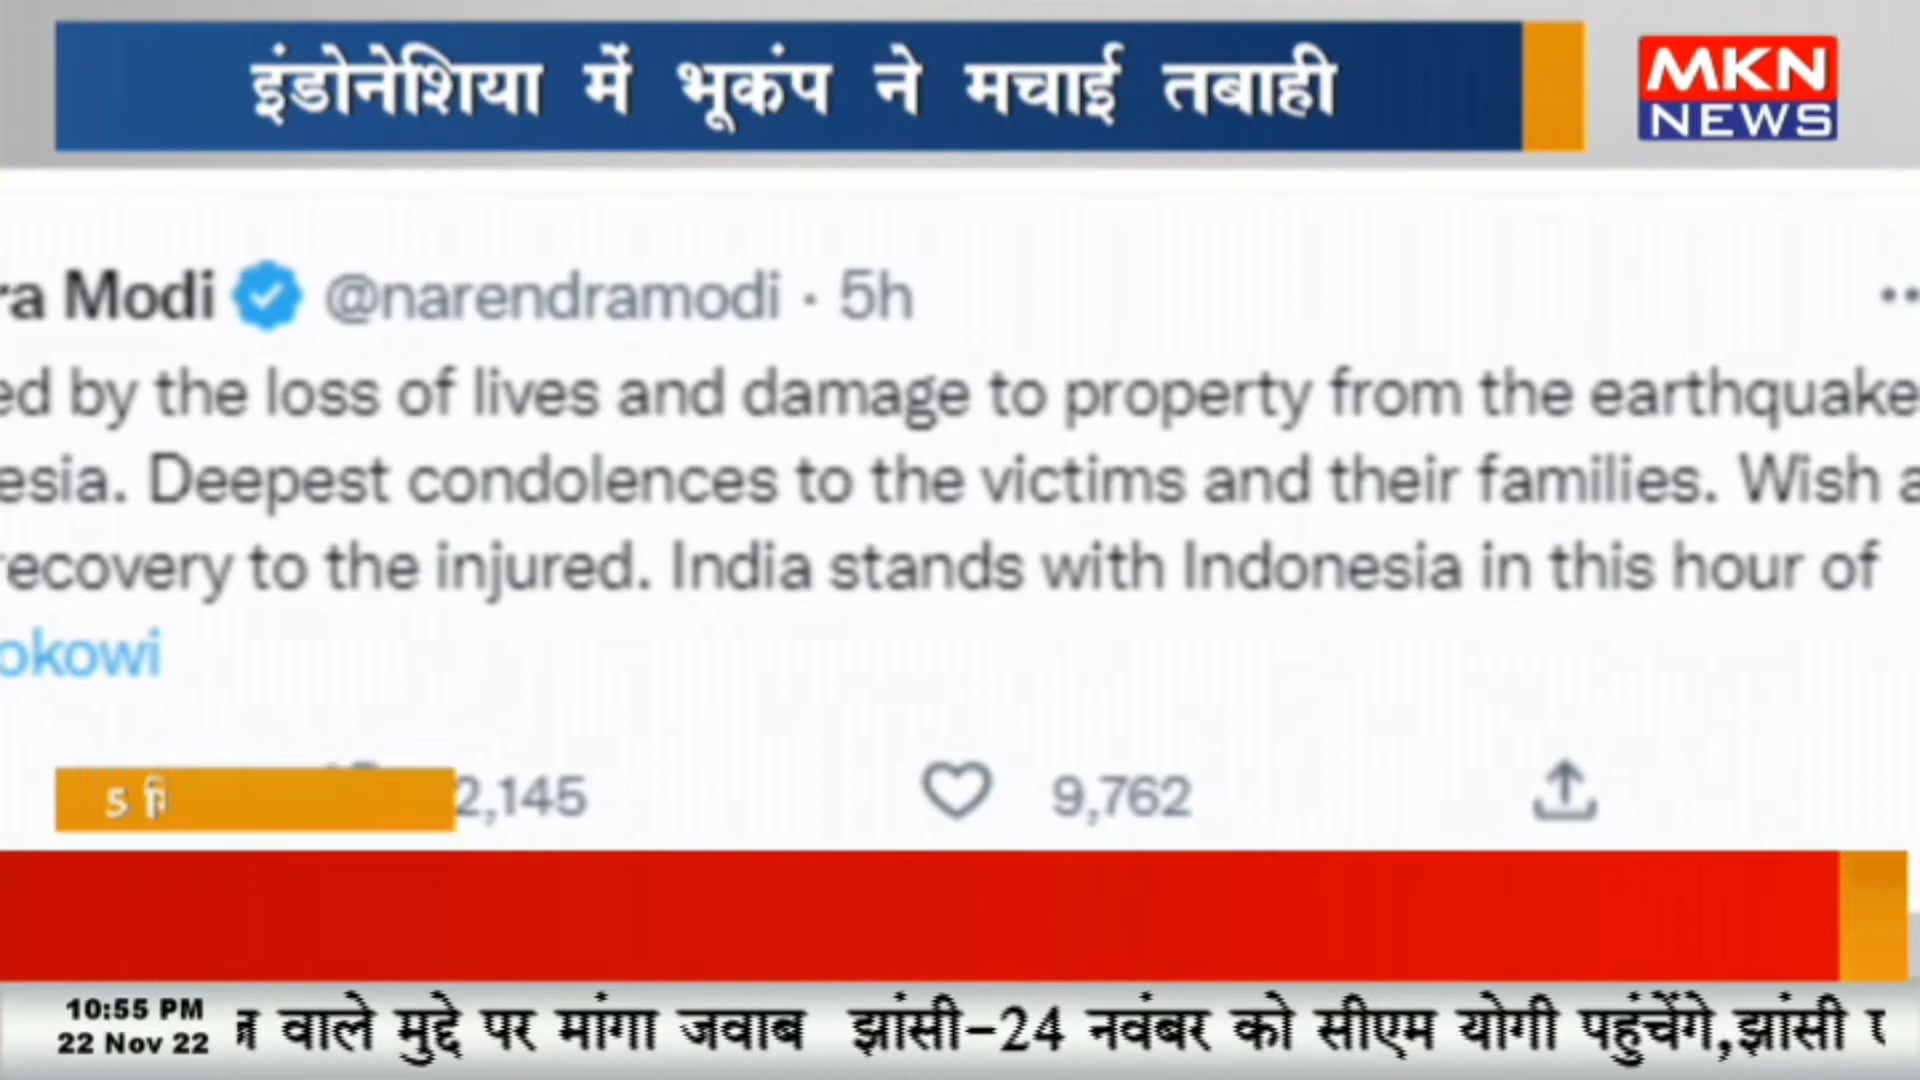 इंडोनेशिया में भूकंप ने मचाई तबाही
MKN
NEWS
ra Modi @narendramodi · 5h
ed by the loss of lives and damage to property from the earthquake
esia. Deepest condolences to the victims and their families. Wish a
recovery to the injured. India stands with Indonesia in this hour of
okowi
2,145 9,762
5
10:55 PM
22 Nov 22
वाले मुद्दे पर मांगा जवाब झांसी-24 नवंबर को सीएम योगी पहुंचेंगे,झांसी